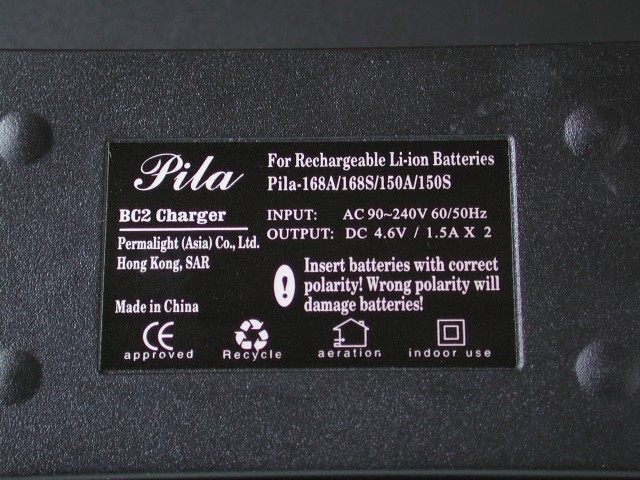 Pila
BC2 Charger
Permalight (Asia) Co., Ltd.
Hong Kong, SAR
Made in China
For Rechargeable Li-ion Batteries
Pila-168A/168S/150A/150S
INPUT: AC 90~240V 60/50Hz
OUTPUT: DC 4.6V / 1.5A X 2
! Insert batteries with correct
polarity! Wrong polarity will
damage batteries!
CE
approved Recycle aeration indoor use